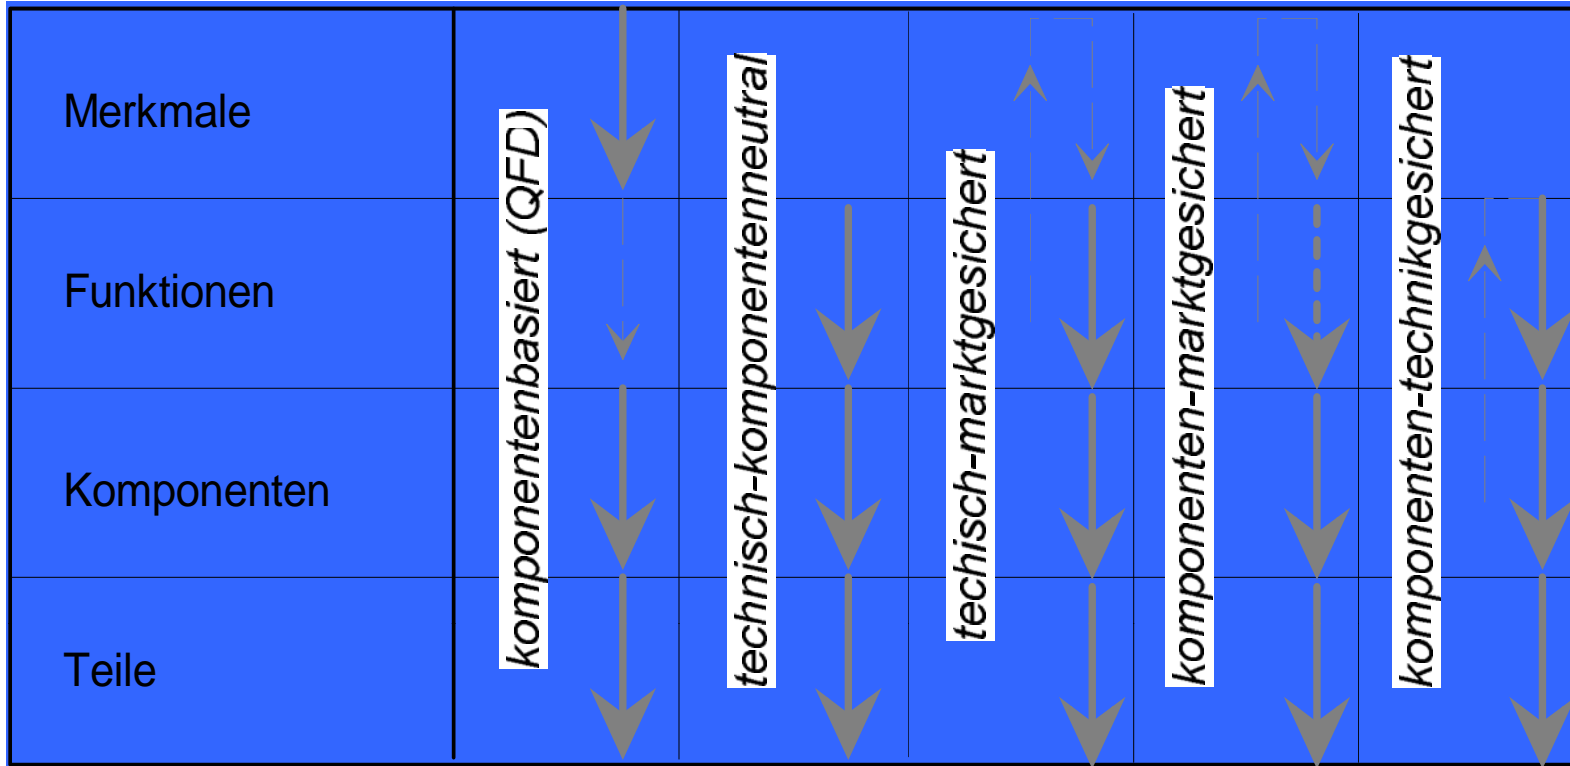 Merkmale
Funktionen
Komponenten
Teile
komponentenbasiert (QFD)
technisch-komponentenneutral
techisch-marktgesichert
komponenten-marktgesichert
komponenten-technikgesichert